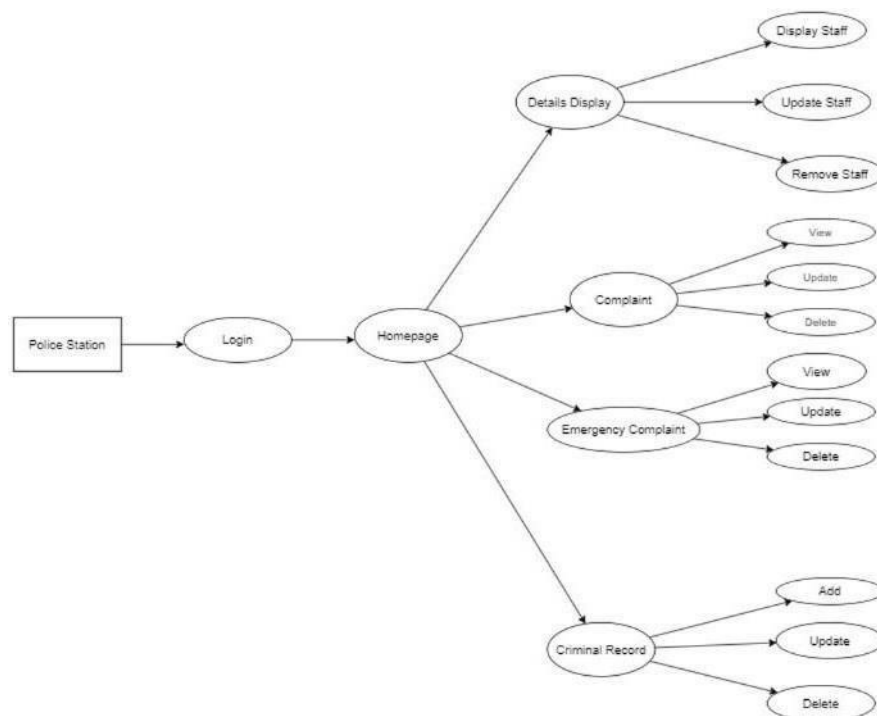 Display Staff
Details Display
Update Staff
Remove Staff
View
Complaint
Update
Delete
Police Station
Login
Homepage
View
Emergency Complaint
Update
Delete
Add
Criminal Record
Update
Delete